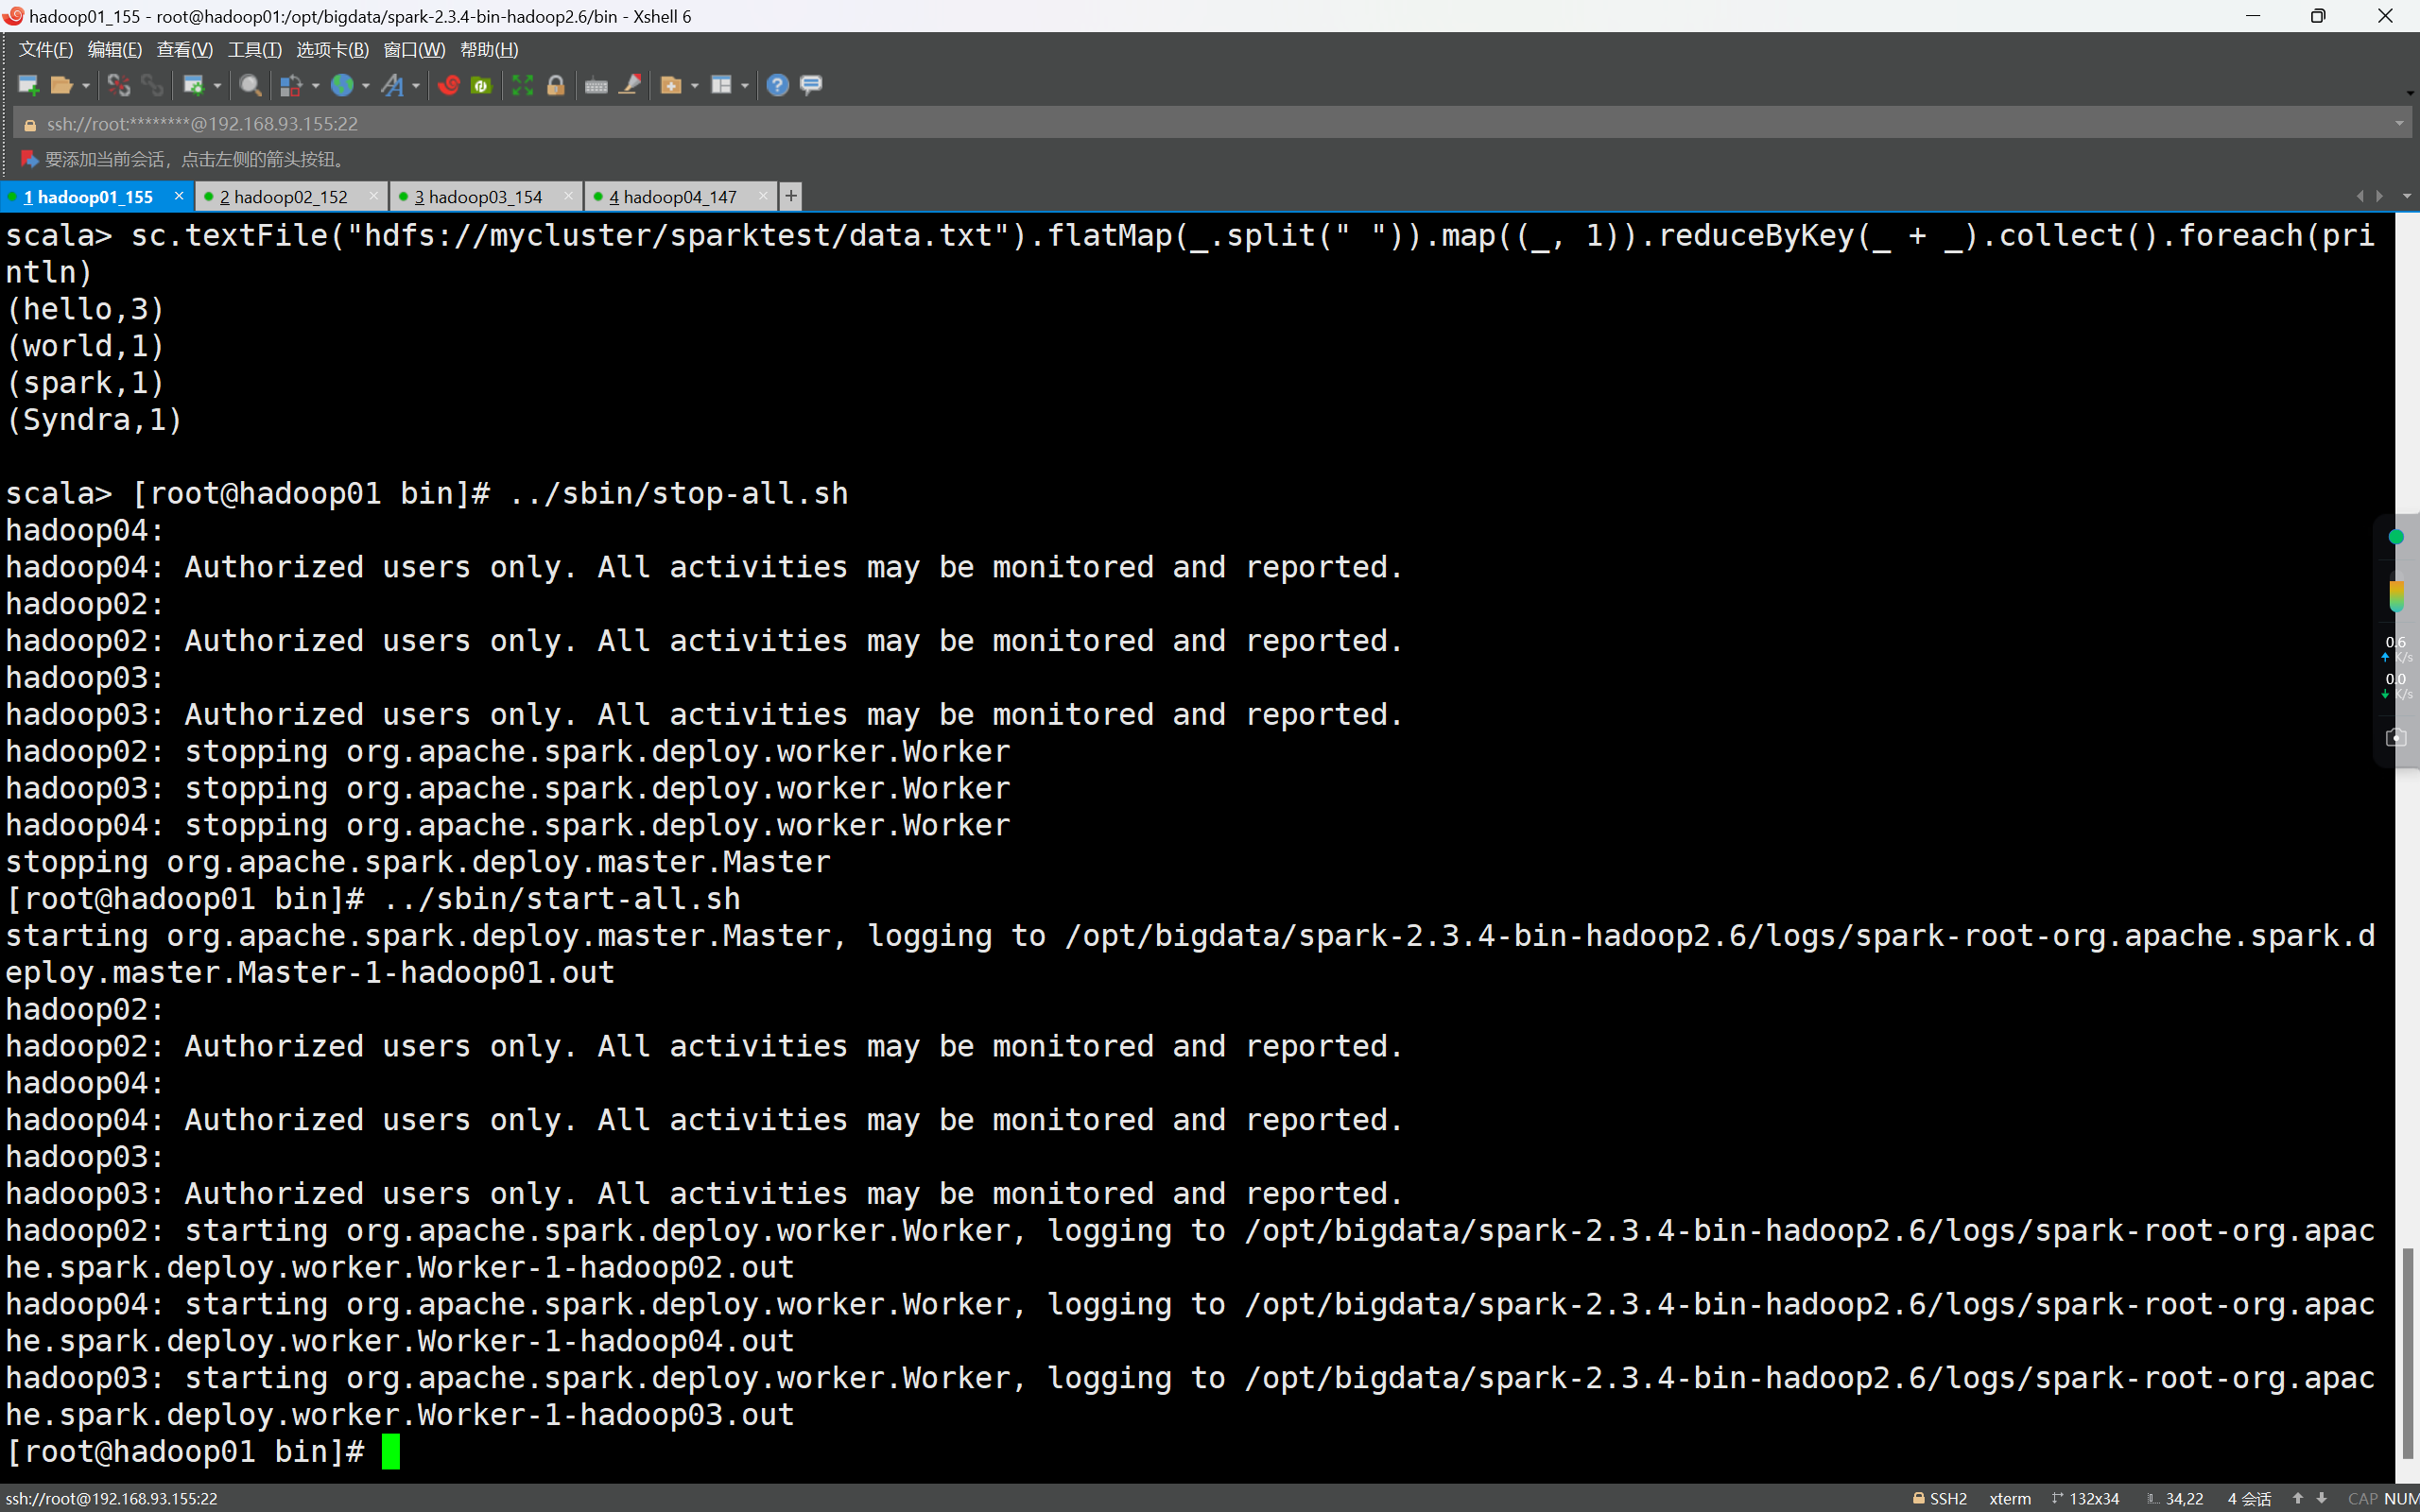 hadoop01_155 - root@hadoop01:/opt/bigdata/spark-2.3.4-bin-hadoop2.6/bin - Xshell 6
文件(F) 编辑(E) 查看(V) 工具(T) 选项卡(B) 窗口(W) 帮助(H)
ssh://root:********@192.168.93.155:22
要添加当前会话，点击左侧的箭头按钮。
1 hadoop01_155 2 hadoop02_152 3 hadoop03_154 4 hadoop04_147
scala> sc.textFile("hdfs://mycluster/sparktest/data.txt").flatMap(_.split(" ")).map((_, 1)).reduceByKey(_ + _).collect().foreach(pri
ntln)
(hello,3)
(world,1)
(spark,1)
(Syndra,1)
scala> [root@hadoop01 bin]# ../sbin/stop-all.sh
hadoop04:
hadoop04: Authorized users only. All activities may be monitored and reported.
hadoop02:
hadoop02: Authorized users only. All activities may be monitored and reported.
hadoop03:
hadoop03: Authorized users only. All activities may be monitored and reported.
hadoop02: stopping org.apache.spark.deploy.worker.Worker
hadoop03: stopping org.apache.spark.deploy.worker.Worker
hadoop04: stopping org.apache.spark.deploy.worker.Worker
stopping org.apache.spark.deploy.master.Master
[root@hadoop01 bin]# ../sbin/start-all.sh
starting org.apache.spark.deploy.master.Master, logging to /opt/bigdata/spark-2.3.4-bin-hadoop2.6/logs/spark-root-org.apache.spark.d
eploy.master.Master-1-hadoop01.out
hadoop02:
hadoop02: Authorized users only. All activities may be monitored and reported.
hadoop04:
hadoop04: Authorized users only. All activities may be monitored and reported.
hadoop03:
hadoop03: Authorized users only. All activities may be monitored and reported.
hadoop02: starting org.apache.spark.deploy.worker.Worker, logging to /opt/bigdata/spark-2.3.4-bin-hadoop2.6/logs/spark-root-org.apac
he.spark.deploy.worker.Worker-1-hadoop02.out
hadoop04: starting org.apache.spark.deploy.worker.Worker, logging to /opt/bigdata/spark-2.3.4-bin-hadoop2.6/logs/spark-root-org.apac
he.spark.deploy.worker.Worker-1-hadoop04.out
hadoop03: starting org.apache.spark.deploy.worker.Worker, logging to /opt/bigdata/spark-2.3.4-bin-hadoop2.6/logs/spark-root-org.apac
he.spark.deploy.worker.Worker-1-hadoop03.out
[root@hadoop01 bin]#
0.6
K/s
0.0
K/s
ssh://root@192.168.93.155:22 SSH2 xterm 132x34 34,22 4 会话 CAP NUM